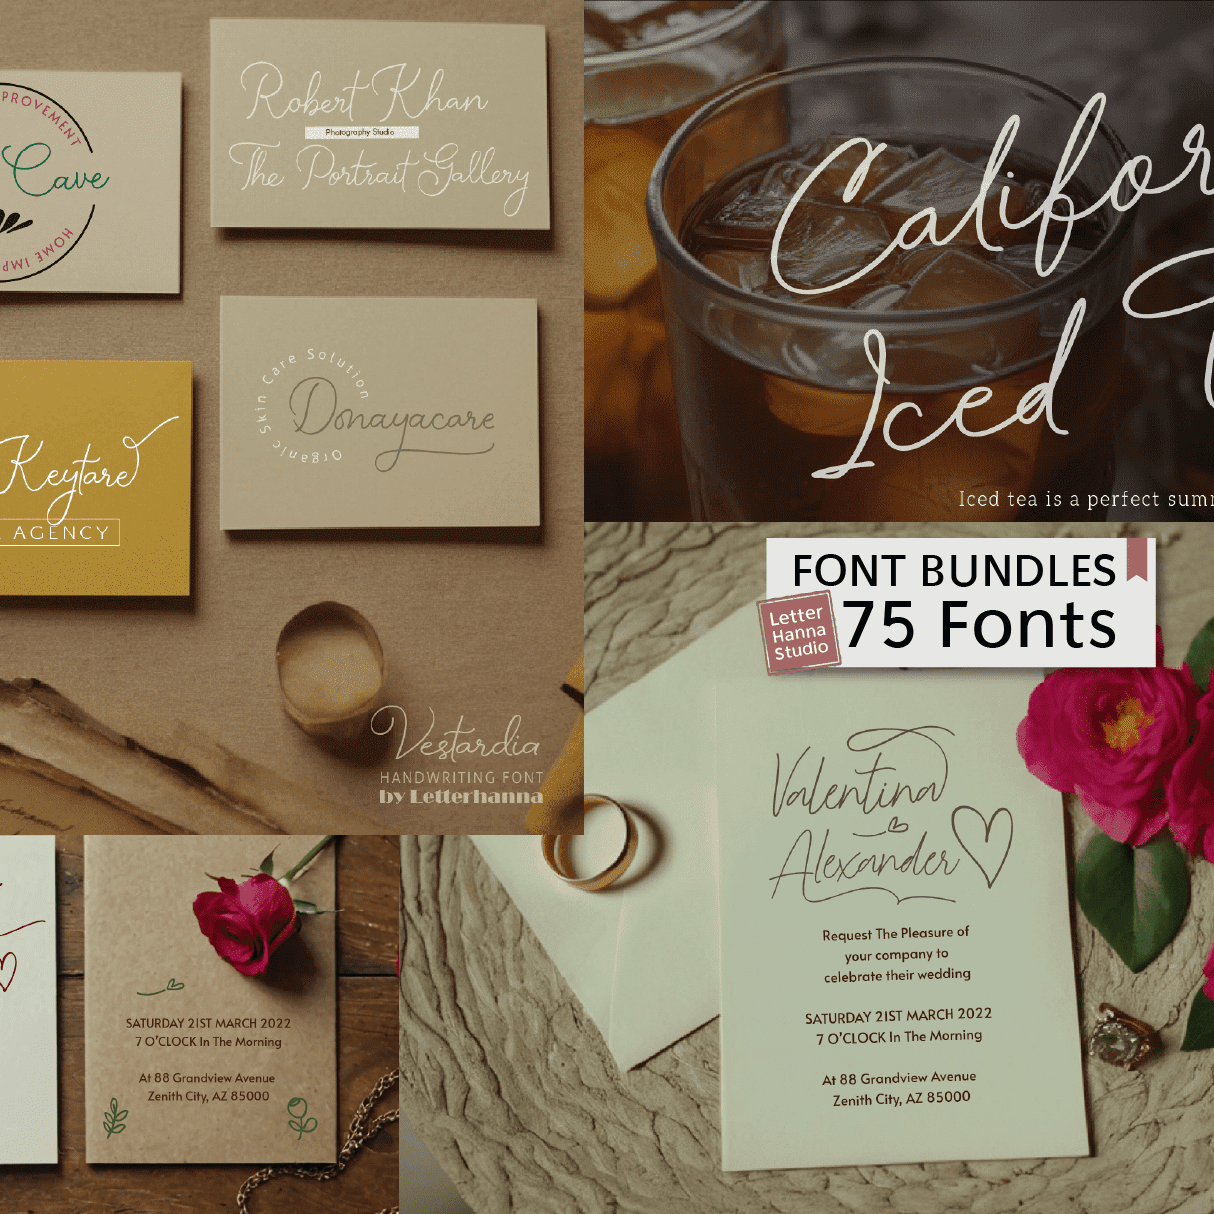 PROVEMENT
Cave
HOME IMP
Robert Khan
Photography Studio
The Portrait Gallery
Keytare
AGENCY
Organic Skin Care Solution
Donayacare
Vestardia
HANDWRITING FONT
by Letterhanna
Califor
Iced
Iced tea is a perfect sum
FONT BUNDLES
75 Fonts
Letter
Hanna
Studio
Valentina
Alexander
Request The Pleasure of
your company to
celebrate their wedding
SATURDAY 21ST MARCH 2022
7 O'CLOCK In The Morning
At 88 Grandview Avenue
Zenith City, AZ 85000
SATURDAY 21ST MARCH 2022
7 O'CLOCK In The Morning
At 88 Grandview Avenue
Zenith City, AZ 85000